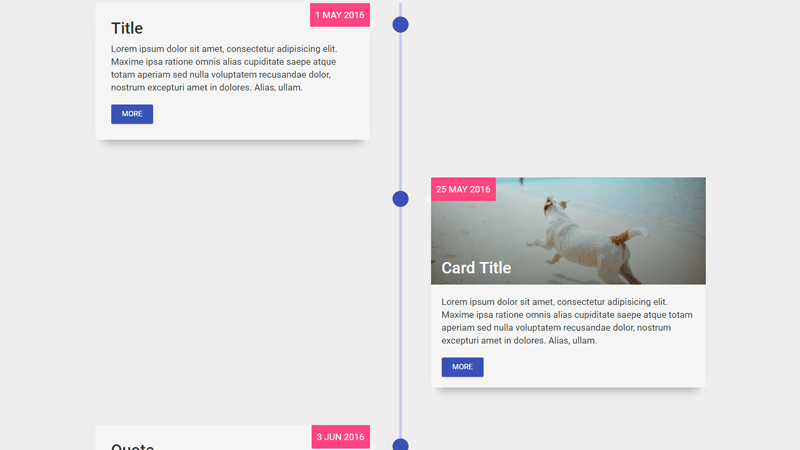 1 MAY 2016
Title
Lorem ipsum dolor sit amet, consectetur adipisicing elit.
Maxime ipsa ratione omnis alias cupiditate saepe atque
totam aperiam sed nulla voluptatem recusandae dolor,
nostrum excepturi amet in dolores. Alias, ullam.
MORE
25 MAY 2016
Card Title
Lorem ipsum dolor sit amet, consectetur adipisicing elit.
Maxime ipsa ratione omnis alias cupiditate saepe atque
totam aperiam sed nulla voluptatem recusandae dolor, nostrum
excepturi amet in dolores. Alias, ullam.
MORE
3 JUN 2016
Quote